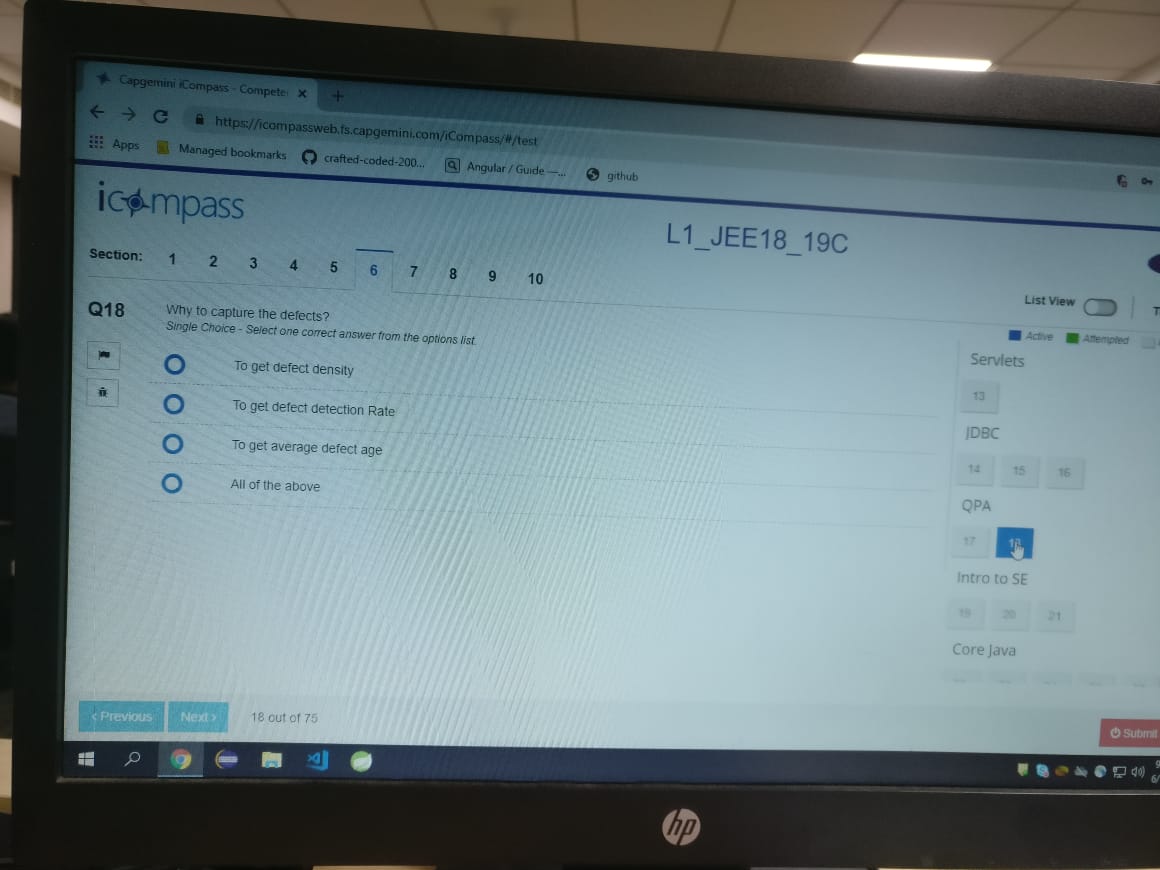 Capgemini iCompass - Compete
https://icompassweb.fs.capgemini.com/iCompass/#/test
Apps Managed bookmarks crafted-coded-200... Angular / Guide —... github
icompass
L1_JEE18_19C
Section: 1 2 3 4 5 6 7 8 9 10
List View
Active Attempted
Q18 Why to capture the defects?
Single Choice - Select one correct answer from the options list.
To get defect density
To get defect detection Rate
To get average defect age
All of the above
Servlets
13
JDBC
14 15 16
QPA
17 18
Intro to SE
19 20 21
Core Java
< Previous Next > 18 out of 75
Submit
hp